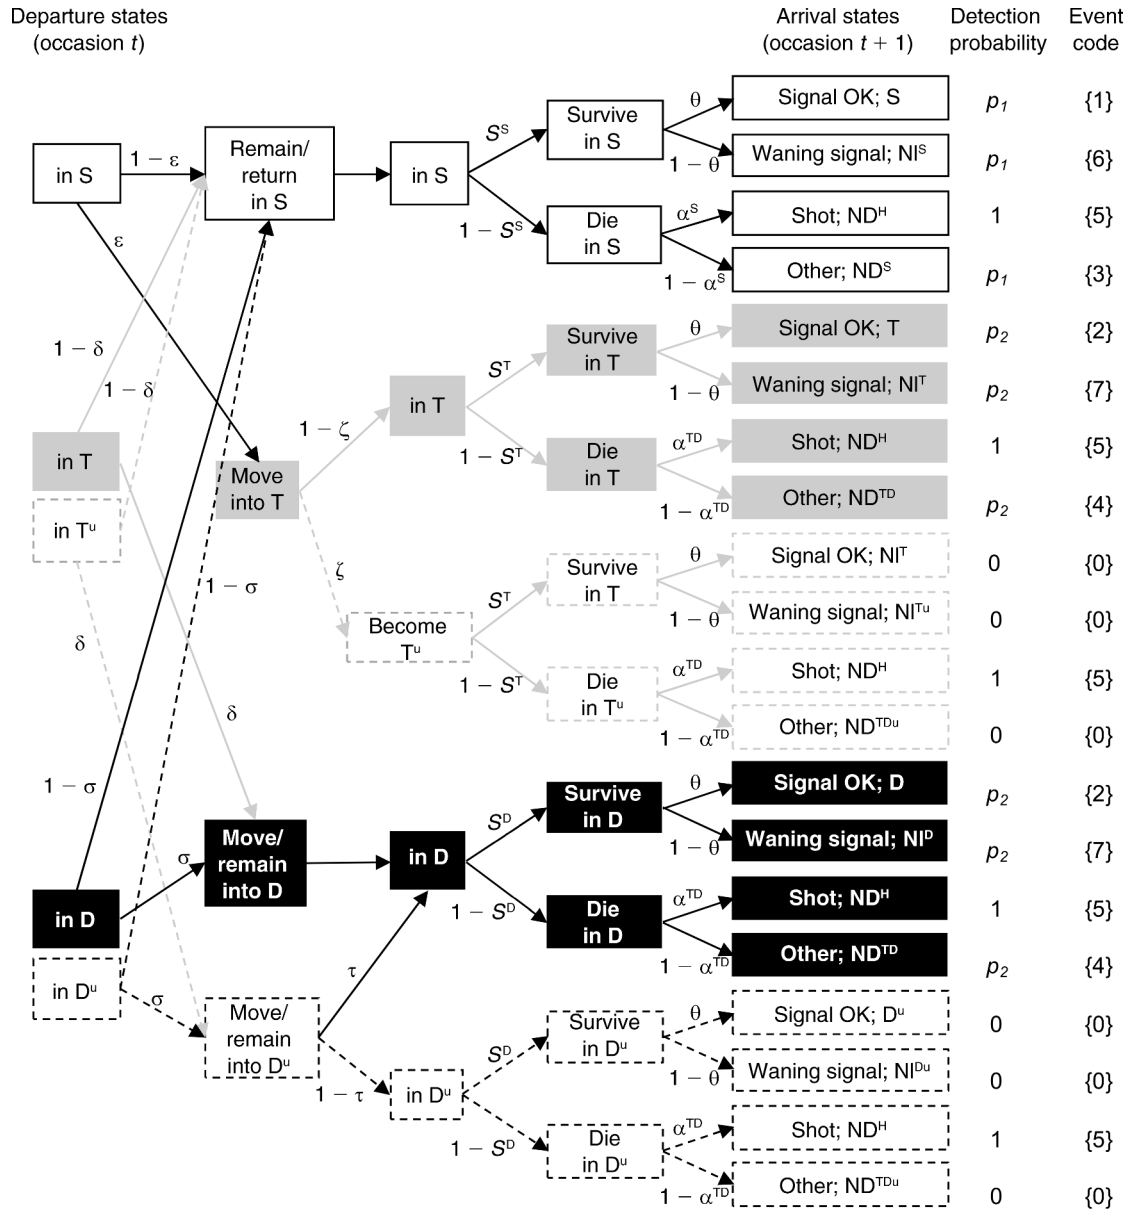 Departure states
(occasion t)
Arrival states
(occasion t + 1)
Detection
probability
Event
code
in S
1 − ε
Remain/
return
in S
in S
S^S
Survive
in S
θ
Signal OK; S
p₁
{1}
1 − θ
Waning signal; NI^S
p₁
{6}
ε
1 − S^S
Die
in S
α^S
Shot; ND^H
1
{5}
1 − α^S
Other; ND^S
p₁
{3}
1 − δ
1 − δ
in T
in T^u
Move
into T
1 − ζ
in T
S^T
Survive
in T
θ
Signal OK; T
p₂
{2}
1 − θ
Waning signal; NI^T
p₂
{7}
1 − S^T
Die
in T
α^TD
Shot; ND^H
1
{5}
1 − α^TD
Other; ND^TD
p₂
{4}
ζ
1 − σ
δ
Become
T^u
S^T
Survive
in T
θ
Signal OK; NI^T
0
{0}
1 − θ
Waning signal; NI^Tu
0
{0}
1 − S^T
Die
in T^u
α^TD
Shot; ND^H
1
{5}
1 − α^TD
Other; ND^TDu
0
{0}
δ
1 − σ
in D
σ
Move/
remain
into D
in D
S^D
Survive
in D
θ
Signal OK; D
p₂
{2}
1 − θ
Waning signal; NI^D
p₂
{7}
1 − S^D
Die
in D
α^TD
Shot; ND^H
1
{5}
1 − α^TD
Other; ND^TD
p₂
{4}
in D^u
σ
Move/
remain
into D^u
τ
1 − τ
in D^u
S^D
Survive
in D^u
θ
Signal OK; D^u
0
{0}
1 − θ
Waning signal; NI^Du
0
{0}
1 − S^D
Die
in D^u
α^TD
Shot; ND^H
1
{5}
1 − α^TD
Other; ND^TDu
0
{0}